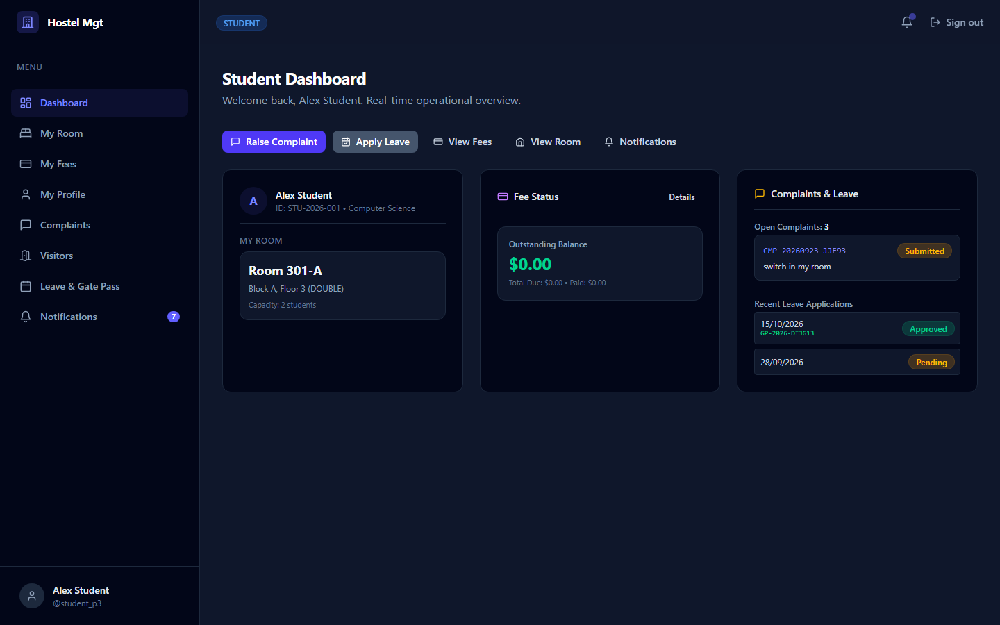 Hostel Mgt
STUDENT
Sign out
MENU
Dashboard
My Room
My Fees
My Profile
Complaints
Visitors
Leave & Gate Pass
Notifications 7
Alex Student
@student_p3
Student Dashboard
Welcome back, Alex Student. Real-time operational overview.
Raise Complaint Apply Leave View Fees View Room Notifications
A
Alex Student
ID: STU-2026-001 • Computer Science
MY ROOM
Room 301-A
Block A, Floor 3 (DOUBLE)
Capacity: 2 students
Fee Status Details
Outstanding Balance
$0.00
Total Due: $0.00 • Paid: $0.00
Complaints & Leave
Open Complaints: 3
CMP-20260923-JJE93 Submitted
switch in my room
Recent Leave Applications
15/10/2026 Approved
GP-2026-DIJG13
28/09/2026 Pending